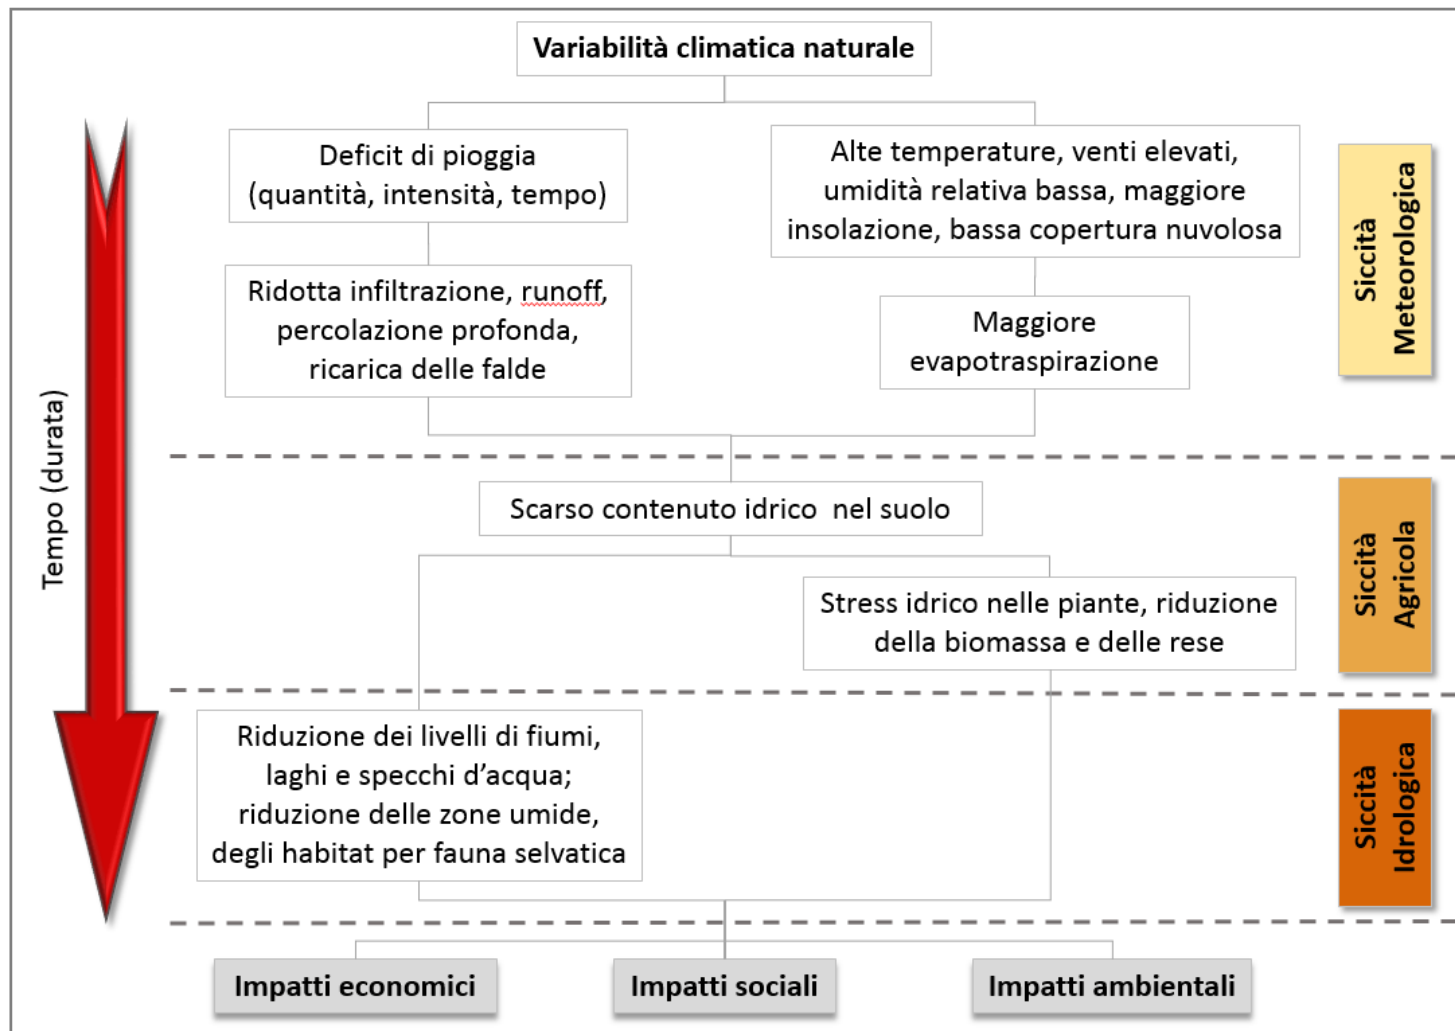 Variabilità climatica naturale
Deficit di pioggia
(quantità, intensità, tempo)
Alte temperature, venti elevati,
umidità relativa bassa, maggiore
insolazione, bassa copertura nuvolosa
Siccità
Meteorologica
Ridotta infiltrazione, runoff,
percolazione profonda,
ricarica delle falde
Maggiore
evapotraspirazione
Tempo (durata)
Scarso contenuto idrico nel suolo
Siccità
Agricola
Stress idrico nelle piante, riduzione
della biomassa e delle rese
Riduzione dei livelli di fiumi,
laghi e specchi d’acqua;
riduzione delle zone umide,
degli habitat per fauna selvatica
Siccità
Idrologica
Impatti economici
Impatti sociali
Impatti ambientali